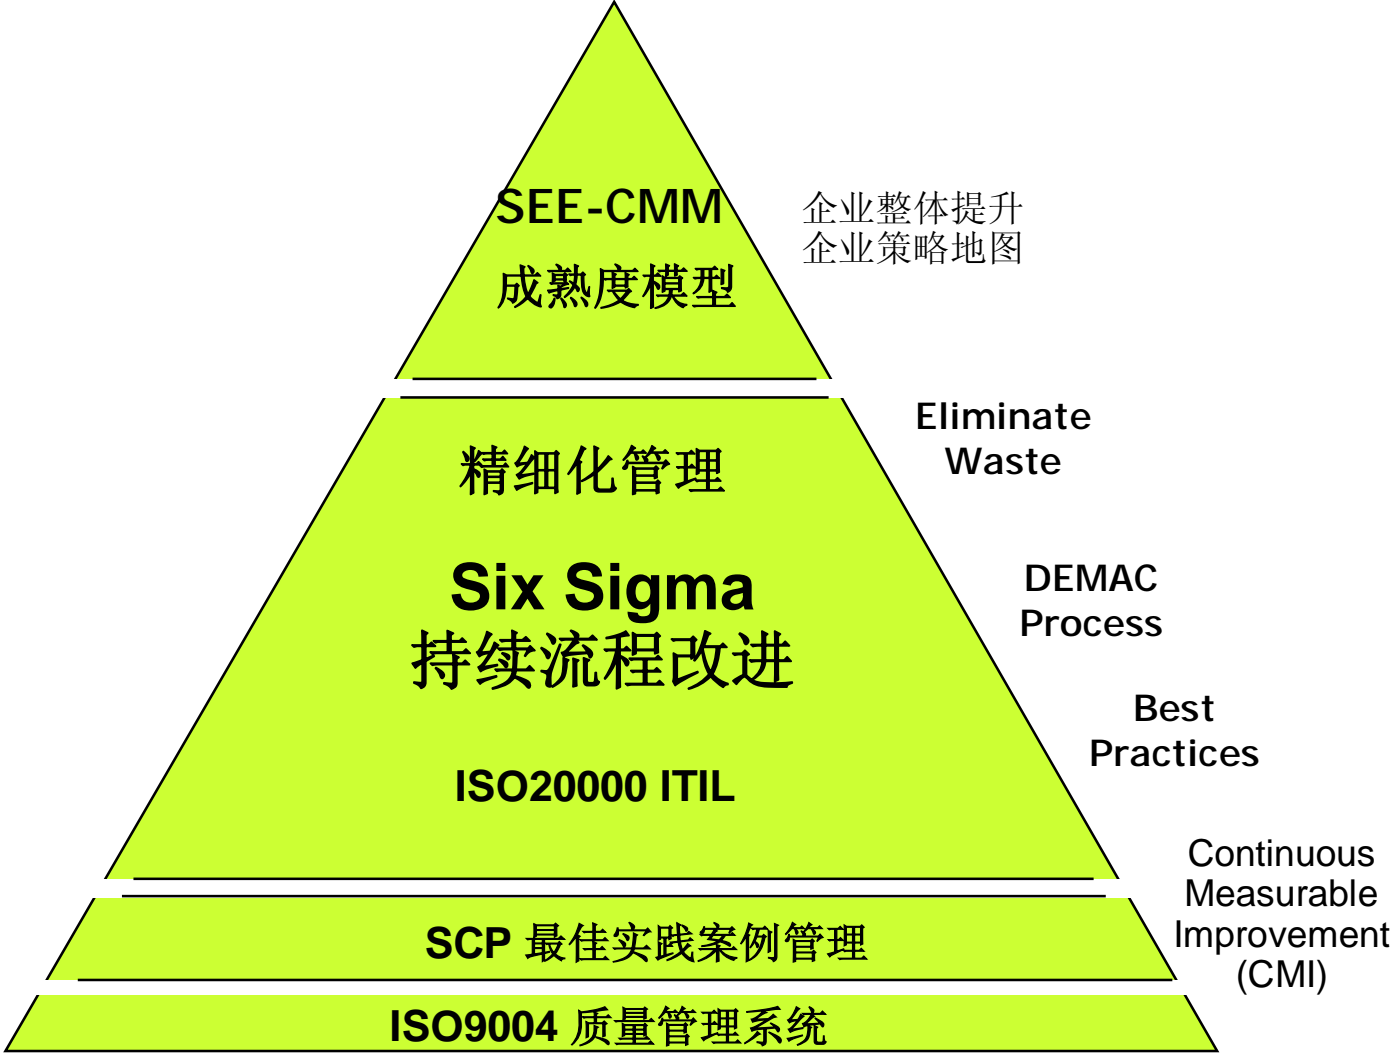 SEE-CMM
成熟度模型
企业整体提升
企业策略地图
精细化管理
Eliminate
Waste
Six Sigma
持续流程改进
DEMAC
Process
ISO20000 ITIL
Best
Practices
SCP 最佳实践案例管理
Continuous
Measurable
Improvement
(CMI)
ISO9004 质量管理系统